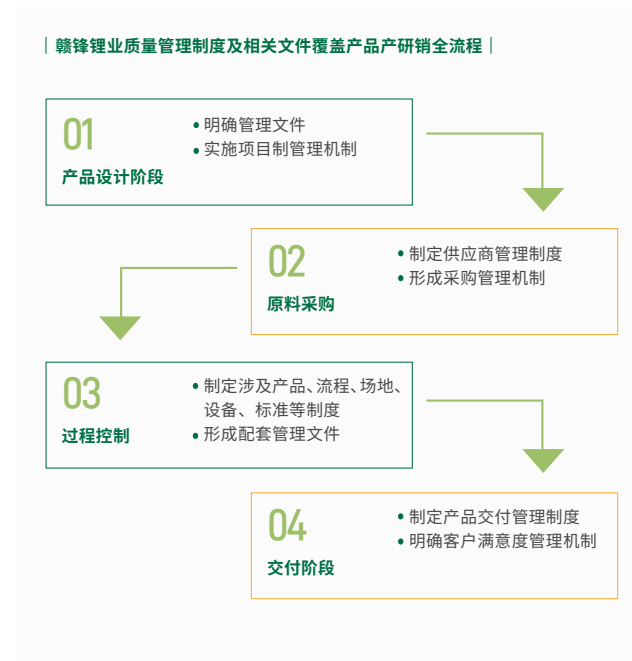 赣锋锂业质量管理制度及相关文件覆盖产品产研销全流程
01
产品设计阶段
• 明确管理文件
• 实施项目制管理机制
02
原料采购
• 制定供应商管理制度
• 形成采购管理机制
03
过程控制
• 制定涉及产品、流程、场地、
设备、标准等制度
• 形成配套管理文件
04
交付阶段
• 制定产品交付管理制度
• 明确客户满意度管理机制